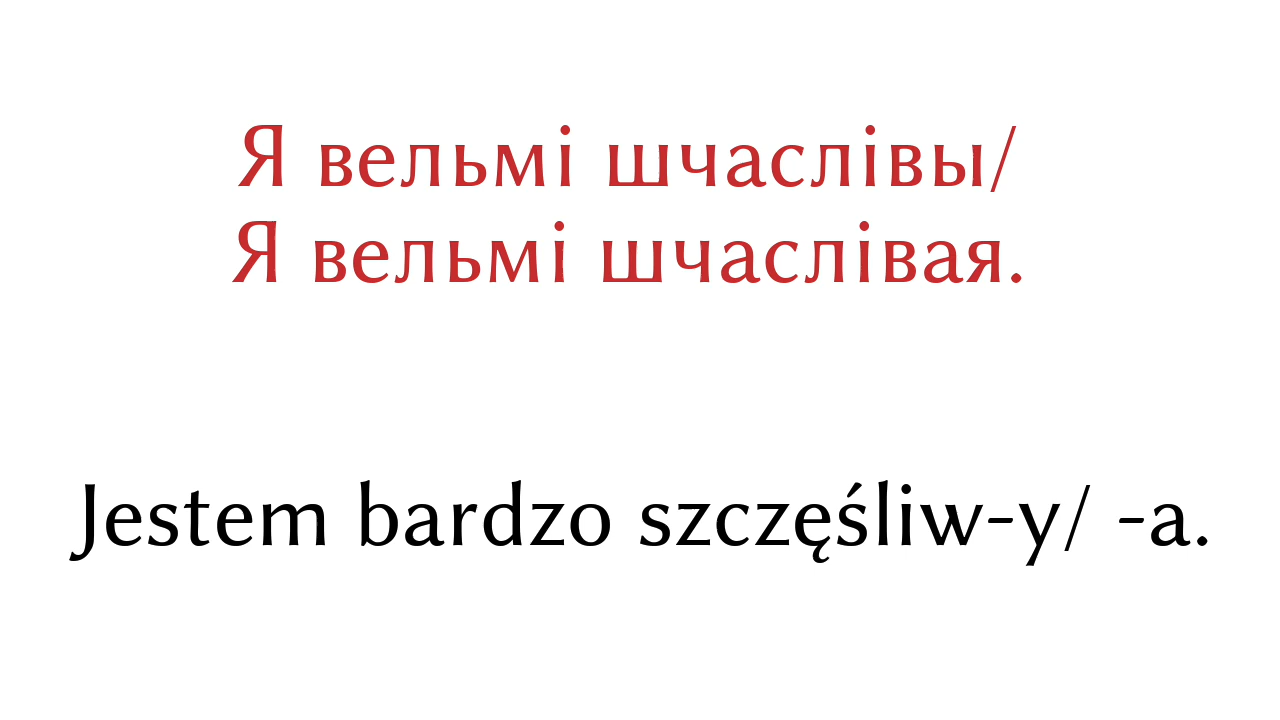 Я вельмі шчаслівы/
Я вельмі шчаслівая.
Jestem bardzo szczęśliw-y/ -a.